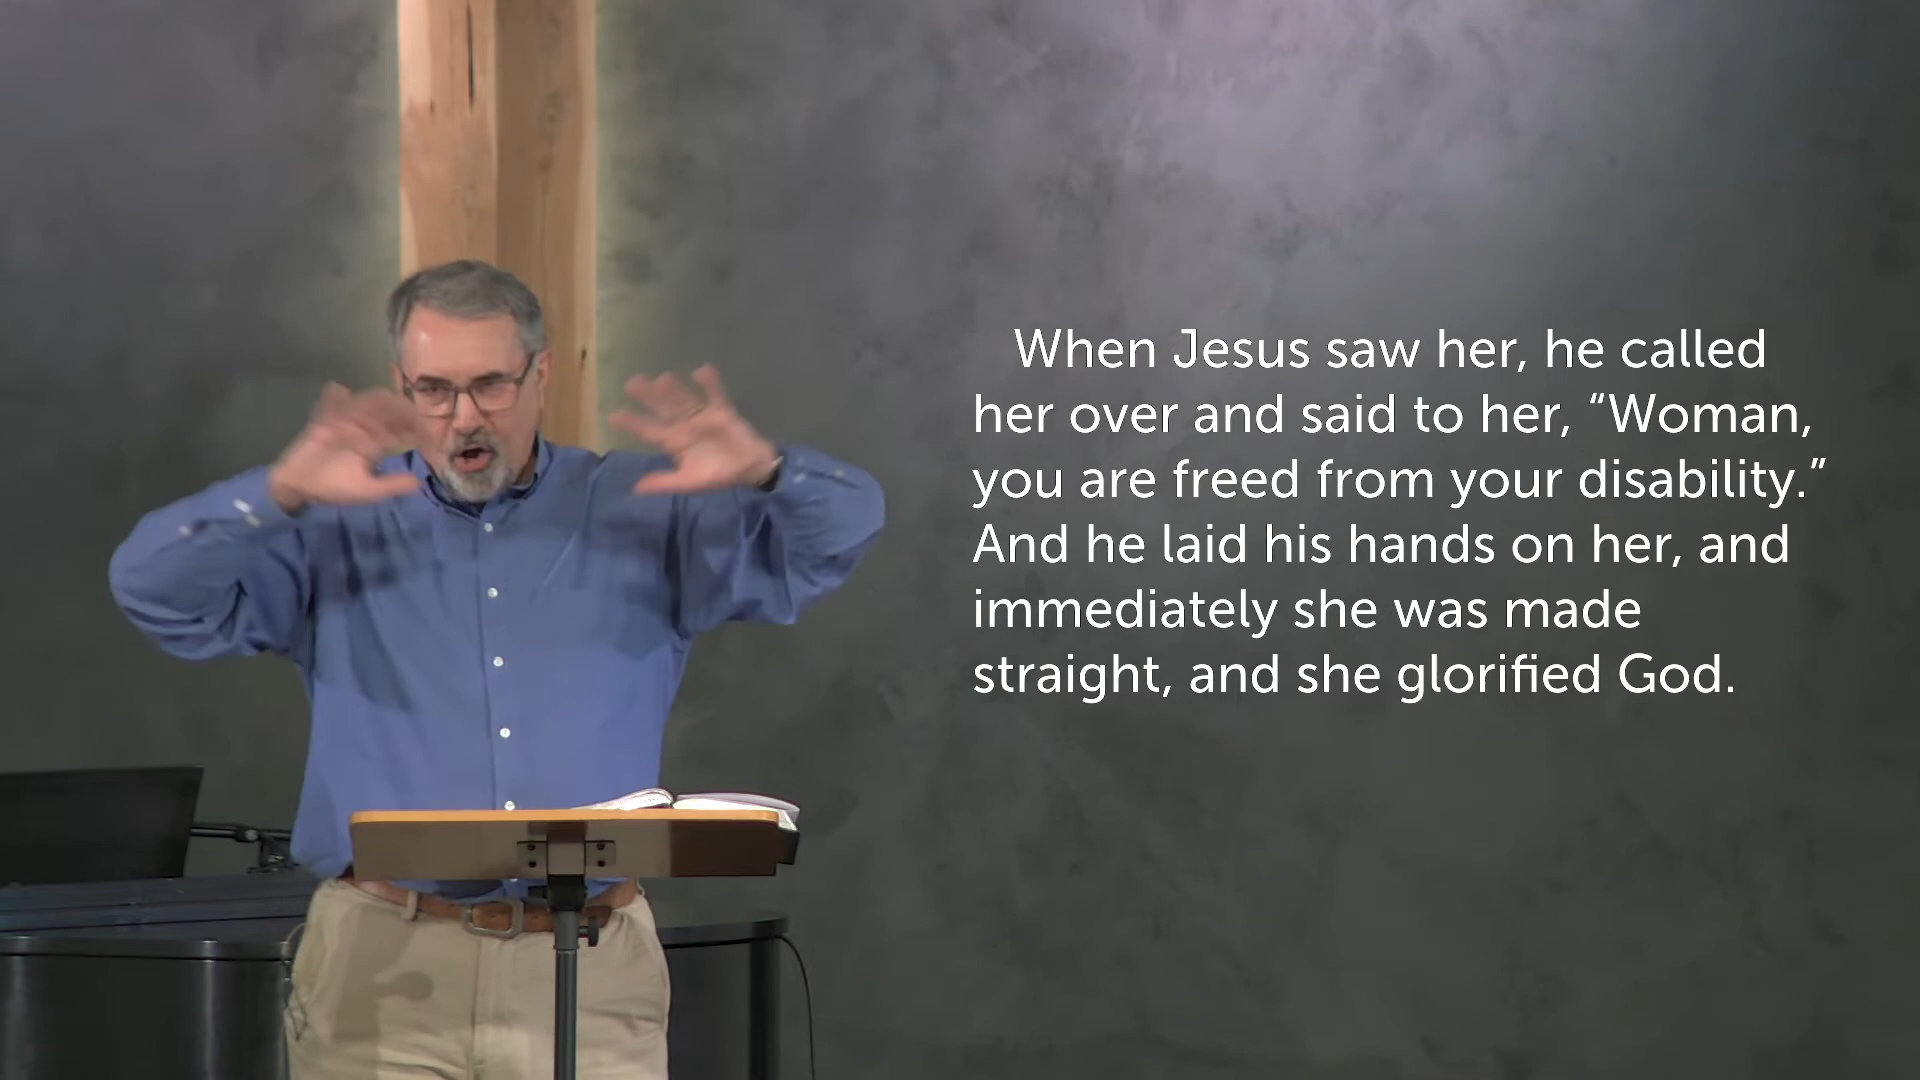 When Jesus saw her, he called
her over and said to her, “Woman,
you are freed from your disability.”
And he laid his hands on her, and
immediately she was made
straight, and she glorified God.